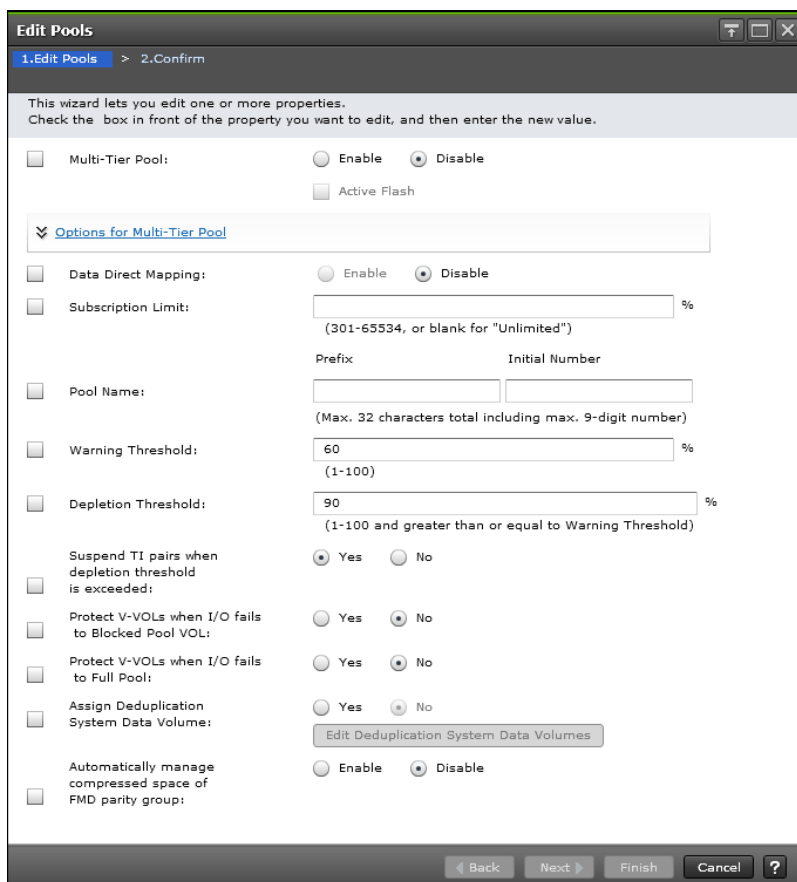 Edit Pools
1.Edit Pools > 2.Confirm
This wizard lets you edit one or more properties.
Check the box in front of the property you want to edit, and then enter the new value.
Multi-Tier Pool: Enable Disable
Active Flash
Options for Multi-Tier Pool
Data Direct Mapping: Enable Disable
Subscription Limit: %
(301-65534, or blank for "Unlimited")
Prefix Initial Number
Pool Name:
(Max. 32 characters total including max. 9-digit number)
Warning Threshold: 60 %
(1-100)
Depletion Threshold: 90 %
(1-100 and greater than or equal to Warning Threshold)
Suspend TI pairs when Yes No
depletion threshold
is exceeded:
Protect V-VOLs when I/O fails Yes No
to Blocked Pool VOL:
Protect V-VOLs when I/O fails Yes No
to Full Pool:
Assign Deduplication Yes No
System Data Volume:
Edit Deduplication System Data Volumes
Automatically manage Enable Disable
compressed space of
FMD parity group:
Back Next Finish Cancel ?